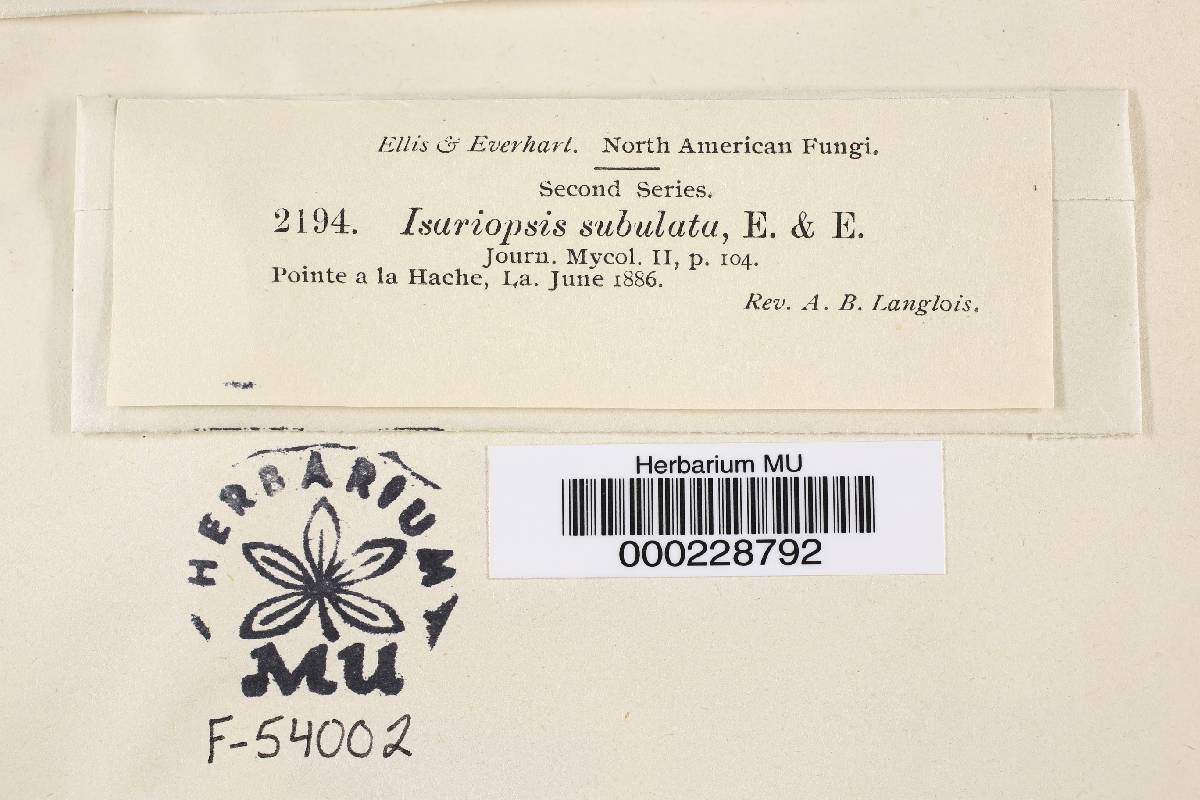 Ellis & Everhart. North American Fungi.
Second Series.
2194. Isariopsis subulata, E. & E.
Journ. Mycol. II, p. 104.
Pointe a la Hache, La. June 1886.
Rev. A. B. Langlois.
HERBARIUM
MU
Herbarium MU
000228792
F-54002